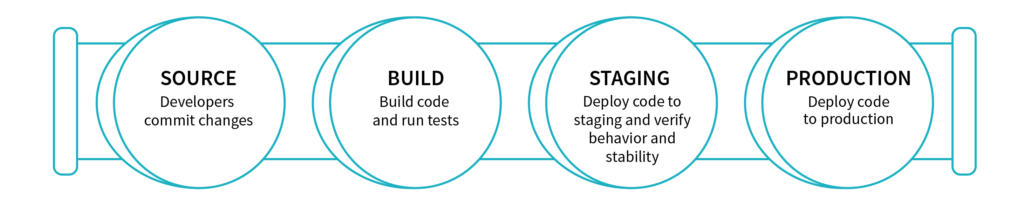 SOURCE
Developers
commit changes
BUILD
Build code
and run tests
STAGING
Deploy code to
staging and verify
behavior and
stability
PRODUCTION
Deploy code
to production